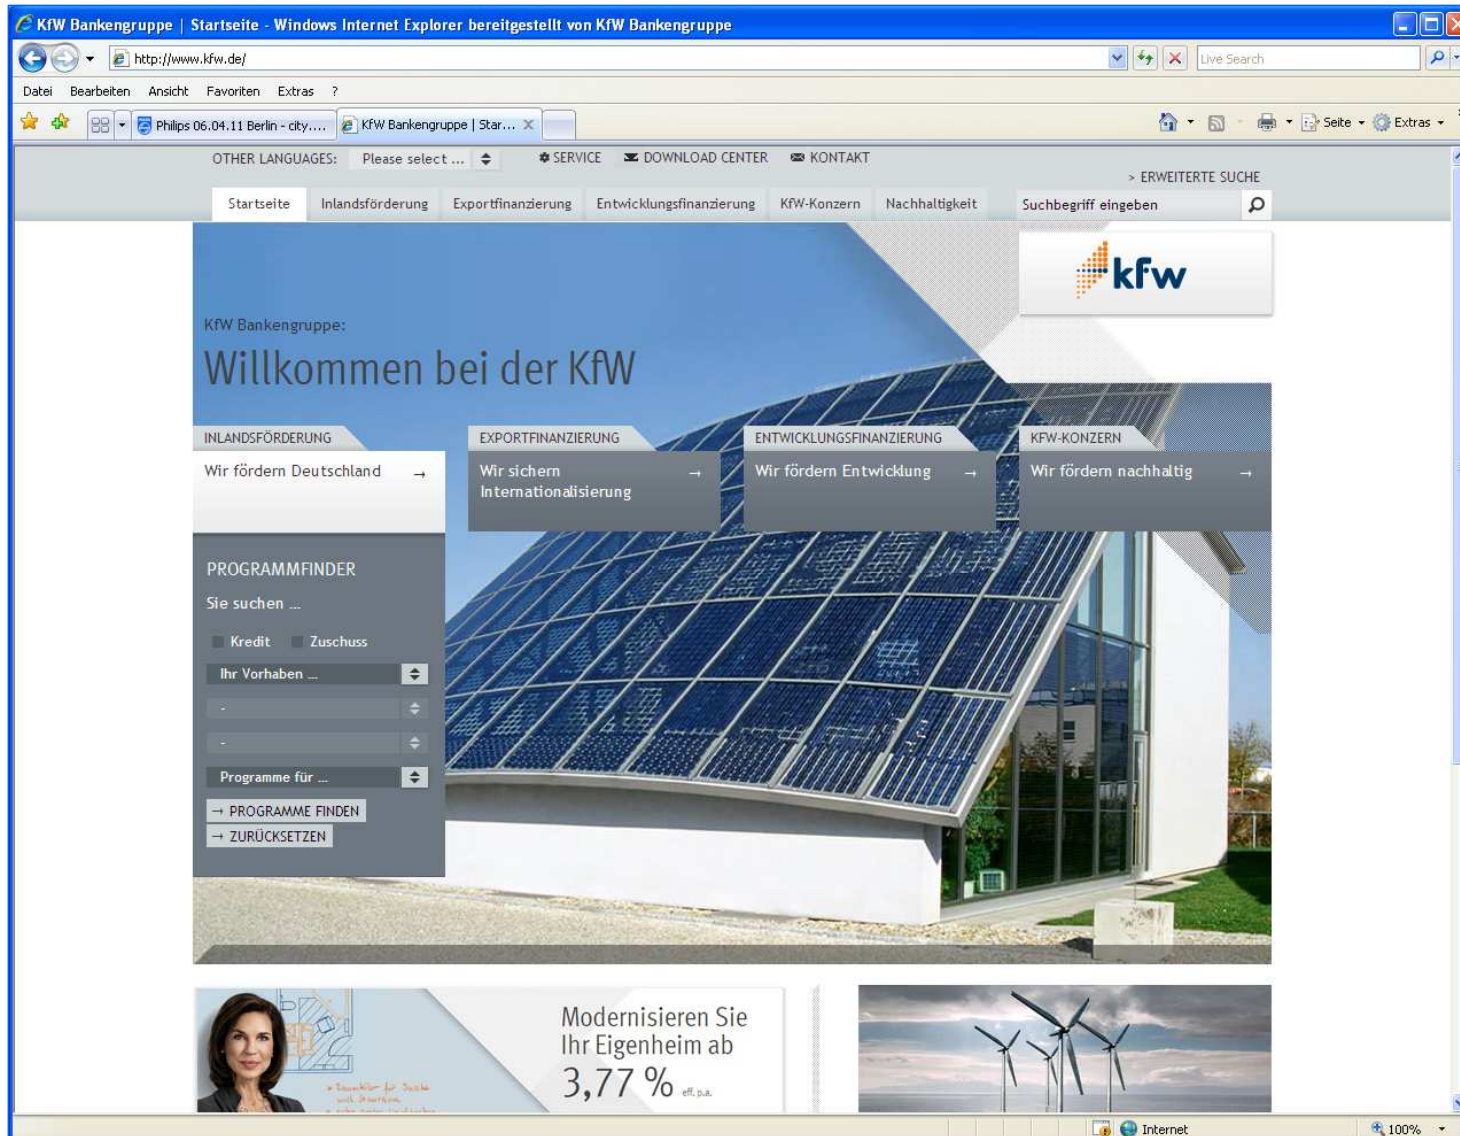 KfW Bankengruppe | Startseite - Windows Internet Explorer bereitgestellt von KfW Bankengruppe
http://www.kfw.de/
Live Search
Datei Bearbeiten Ansicht Favoriten Extras ?
Philips 06.04.11 Berlin - city....
KfW Bankengruppe | Star...
Seite
Extras
OTHER LANGUAGES: Please select ... SERVICE DOWNLOAD CENTER KONTAKT
> ERWEITERTE SUCHE
Startseite Inlandsförderung Exportfinanzierung Entwicklungsfinanzierung KfW-Konzern Nachhaltigkeit
Suchbegriff eingeben
kfw
KfW Bankengruppe:
Willkommen bei der KfW
INLANDSFÖRDERUNG
Wir fördern Deutschland →
EXPORTFINANZIERUNG
Wir sichern →
Internationalisierung
ENTWICKLUNGSFINANZIERUNG
Wir fördern Entwicklung →
KFW-KONZERN
Wir fördern nachhaltig →
PROGRAMMFINDER
Sie suchen ...
Kredit Zuschuss
Ihr Vorhaben ...
-
-
Programme für ...
→ PROGRAMME FINDEN
→ ZURÜCKSETZEN
Modernisieren Sie
Ihr Eigenheim ab
3,77 % eff. p.a.
Internet
100%